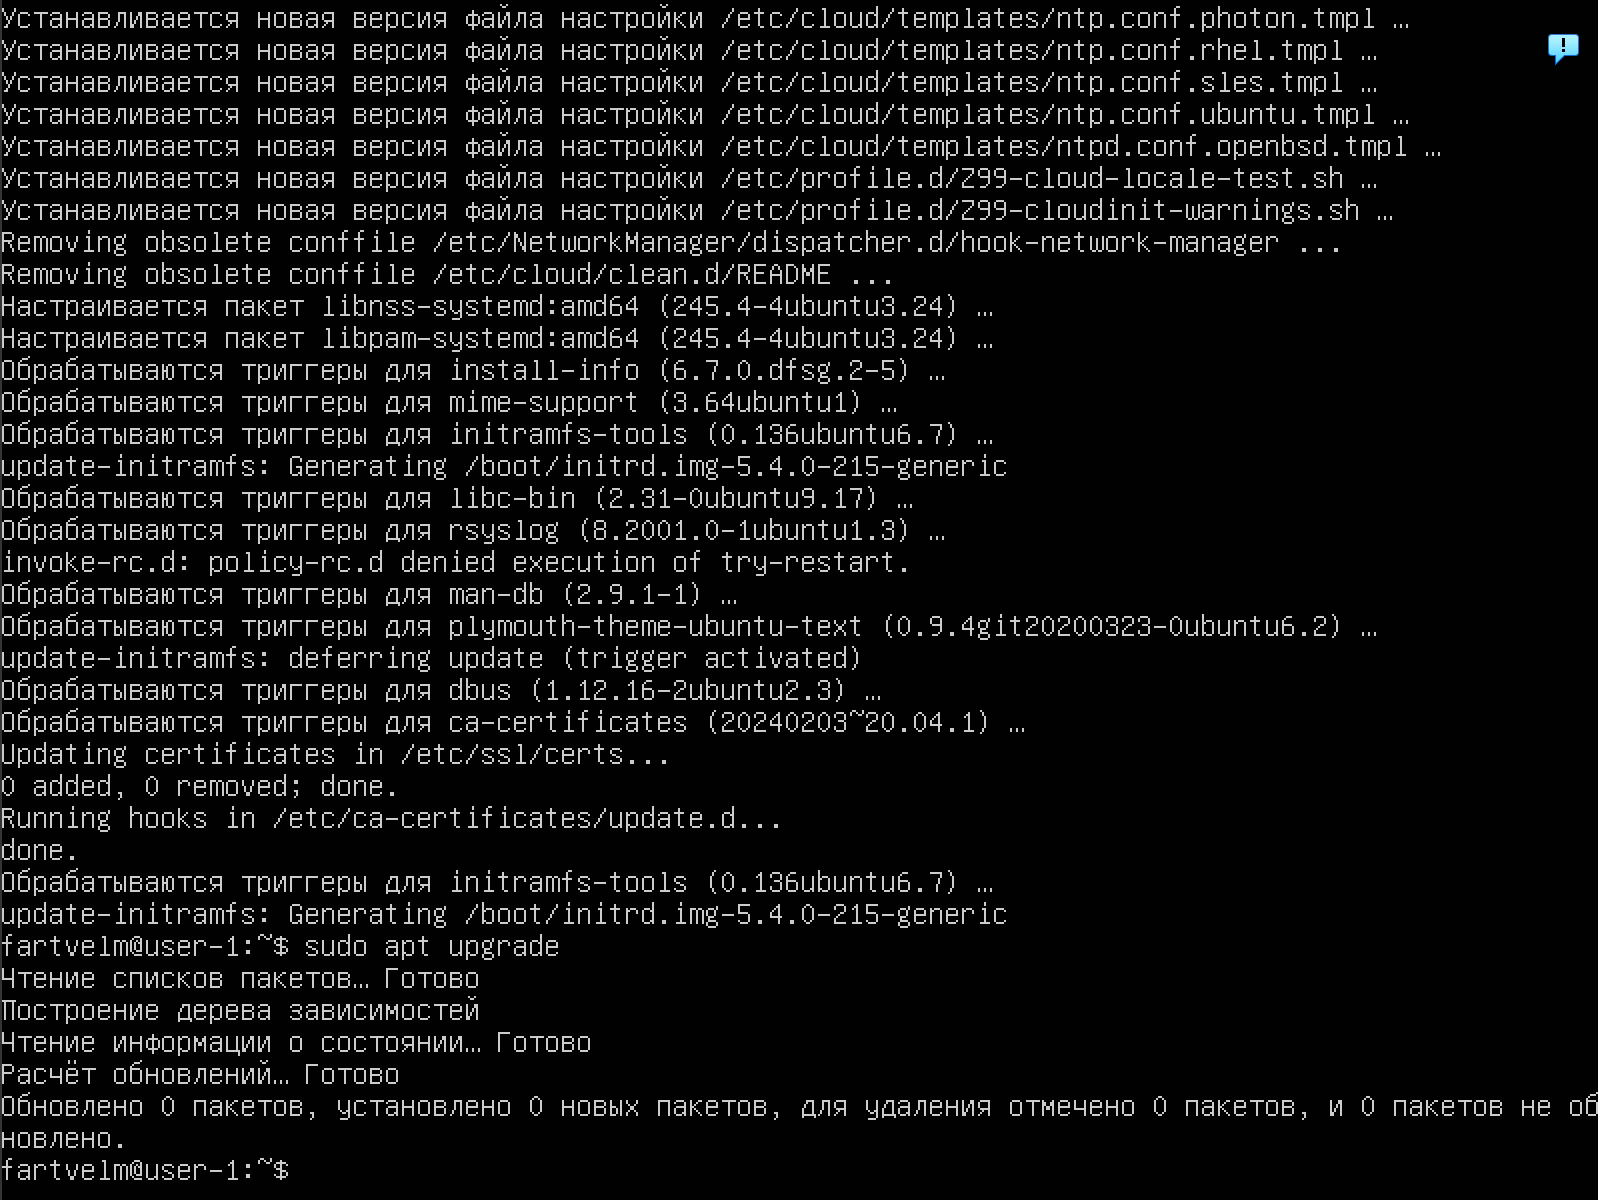 Устанавливается новая версия файла настройки /etc/cloud/templates/ntp.conf.photon.tmpl …
Устанавливается новая версия файла настройки /etc/cloud/templates/ntp.conf.rhel.tmpl …
Устанавливается новая версия файла настройки /etc/cloud/templates/ntp.conf.sles.tmpl …
Устанавливается новая версия файла настройки /etc/cloud/templates/ntp.conf.ubuntu.tmpl …
Устанавливается новая версия файла настройки /etc/cloud/templates/ntpd.conf.openbsd.tmpl …
Устанавливается новая версия файла настройки /etc/profile.d/Z99-cloud-locale-test.sh …
Устанавливается новая версия файла настройки /etc/profile.d/Z99-cloudinit-warnings.sh …
Removing obsolete conffile /etc/NetworkManager/dispatcher.d/hook-network-manager ...
Removing obsolete conffile /etc/cloud/clean.d/README ...
Настраивается пакет libnss-systemd:amd64 (245.4-4ubuntu3.24) …
Настраивается пакет libpam-systemd:amd64 (245.4-4ubuntu3.24) …
Обрабатываются триггеры для install-info (6.7.0.dfsg.2-5) …
Обрабатываются триггеры для mime-support (3.64ubuntu1) …
Обрабатываются триггеры для initramfs-tools (0.136ubuntu6.7) …
update-initramfs: Generating /boot/initrd.img-5.4.0-215-generic
Обрабатываются триггеры для libc-bin (2.31-0ubuntu9.17) …
Обрабатываются триггеры для rsyslog (8.2001.0-1ubuntu1.3) …
invoke-rc.d: policy-rc.d denied execution of try-restart.
Обрабатываются триггеры для man-db (2.9.1-1) …
Обрабатываются триггеры для plymouth-theme-ubuntu-text (0.9.4git20200323-0ubuntu6.2) …
update-initramfs: deferring update (trigger activated)
Обрабатываются триггеры для dbus (1.12.16-2ubuntu2.3) …
Обрабатываются триггеры для ca-certificates (20240203~20.04.1) …
Updating certificates in /etc/ssl/certs...
0 added, 0 removed; done.
Running hooks in /etc/ca-certificates/update.d...
done.
Обрабатываются триггеры для initramfs-tools (0.136ubuntu6.7) …
update-initramfs: Generating /boot/initrd.img-5.4.0-215-generic
fartvelm@user-1:~$ sudo apt upgrade
Чтение списков пакетов… Готово
Построение дерева зависимостей
Чтение информации о состоянии… Готово
Расчёт обновлений… Готово
Обновлено 0 пакетов, установлено 0 новых пакетов, для удаления отмечено 0 пакетов, и 0 пакетов не об
новлено.
fartvelm@user-1:~$